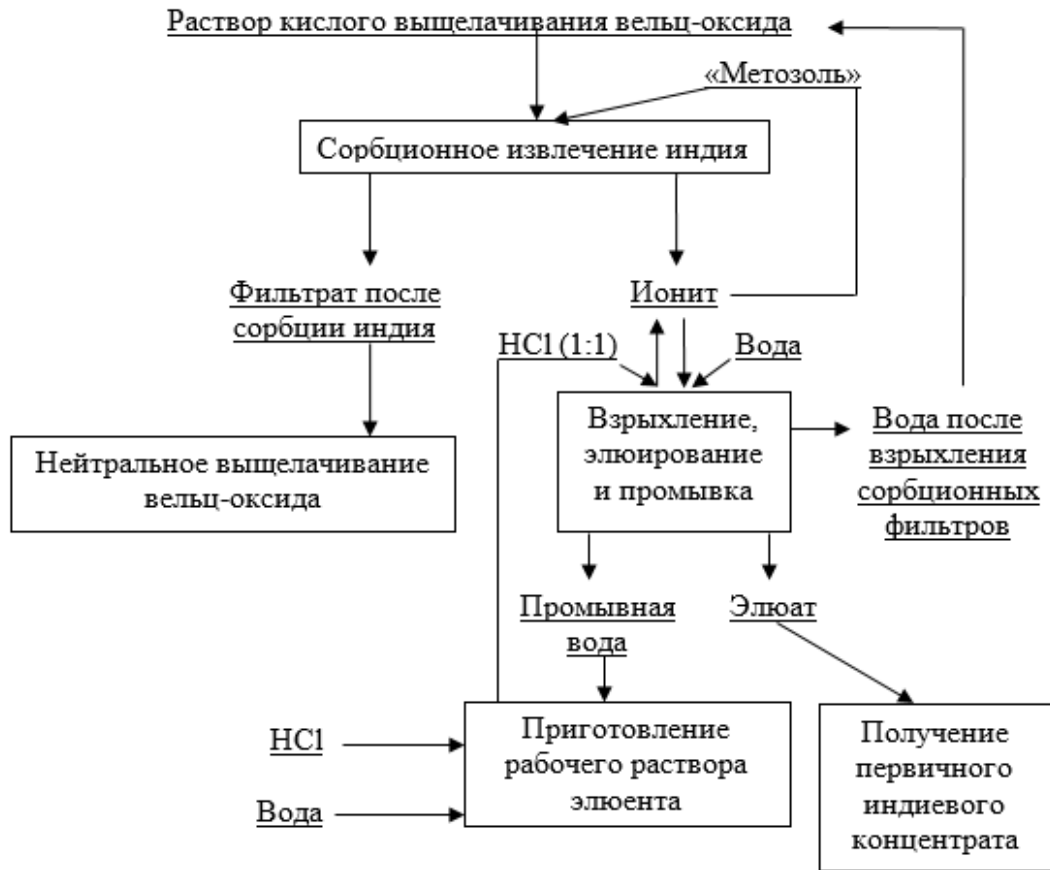 Раствор кислого выщелачивания вельц-оксида
«Метозоль»
Сорбционное извлечение индия
Фильтрат после
сорбции индия
Ионит
HCl (1:1)
Вода
Взрыхление,
элюирование
и промывка
Вода после
взрыхления
сорбционных
фильтров
Нейтральное выщелачивание
вельц-оксида
Промывная
вода
Элюат
HCl
Вода
Приготовление
рабочего раствора
элюента
Получение
первичного
индиевого
концентрата